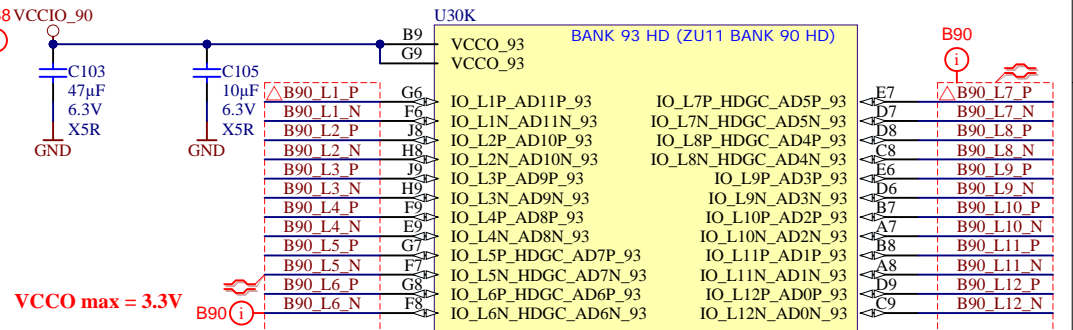 8 VCCIO_90
U30K
B9 VCCO_93 BANK 93 HD (ZU11 BANK 90 HD)
G9 VCCO_93
B90
i
C103
47µF
6.3V
X5R
GND
C105
10µF
6.3V
X5R
GND
B90_L1_P G6 IO_L1P_AD11P_93 IO_L7P_HDGC_AD5P_93 E7 B90_L7_P
B90_L1_N F6 IO_L1N_AD11N_93 IO_L7N_HDGC_AD5N_93 D7 B90_L7_N
B90_L2_P J8 IO_L2P_AD10P_93 IO_L8P_HDGC_AD4P_93 D8 B90_L8_P
B90_L2_N H8 IO_L2N_AD10N_93 IO_L8N_HDGC_AD4N_93 C8 B90_L8_N
B90_L3_P J9 IO_L3P_AD9P_93 IO_L9P_AD3P_93 E6 B90_L9_P
B90_L3_N H9 IO_L3N_AD9N_93 IO_L9N_AD3N_93 D6 B90_L9_N
B90_L4_P F9 IO_L4P_AD8P_93 IO_L10P_AD2P_93 B7 B90_L10_P
B90_L4_N E9 IO_L4N_AD8N_93 IO_L10N_AD2N_93 A7 B90_L10_N
B90_L5_P G7 IO_L5P_HDGC_AD7P_93 IO_L11P_AD1P_93 B8 B90_L11_P
B90_L5_N F7 IO_L5N_HDGC_AD7N_93 IO_L11N_AD1N_93 A8 B90_L11_N
B90_L6_P G8 IO_L6P_HDGC_AD6P_93 IO_L12P_AD0P_93 D9 B90_L12_P
B90_L6_N F8 IO_L6N_HDGC_AD6N_93 IO_L12N_AD0N_93 C9 B90_L12_N
VCCO max = 3.3V
B90 i